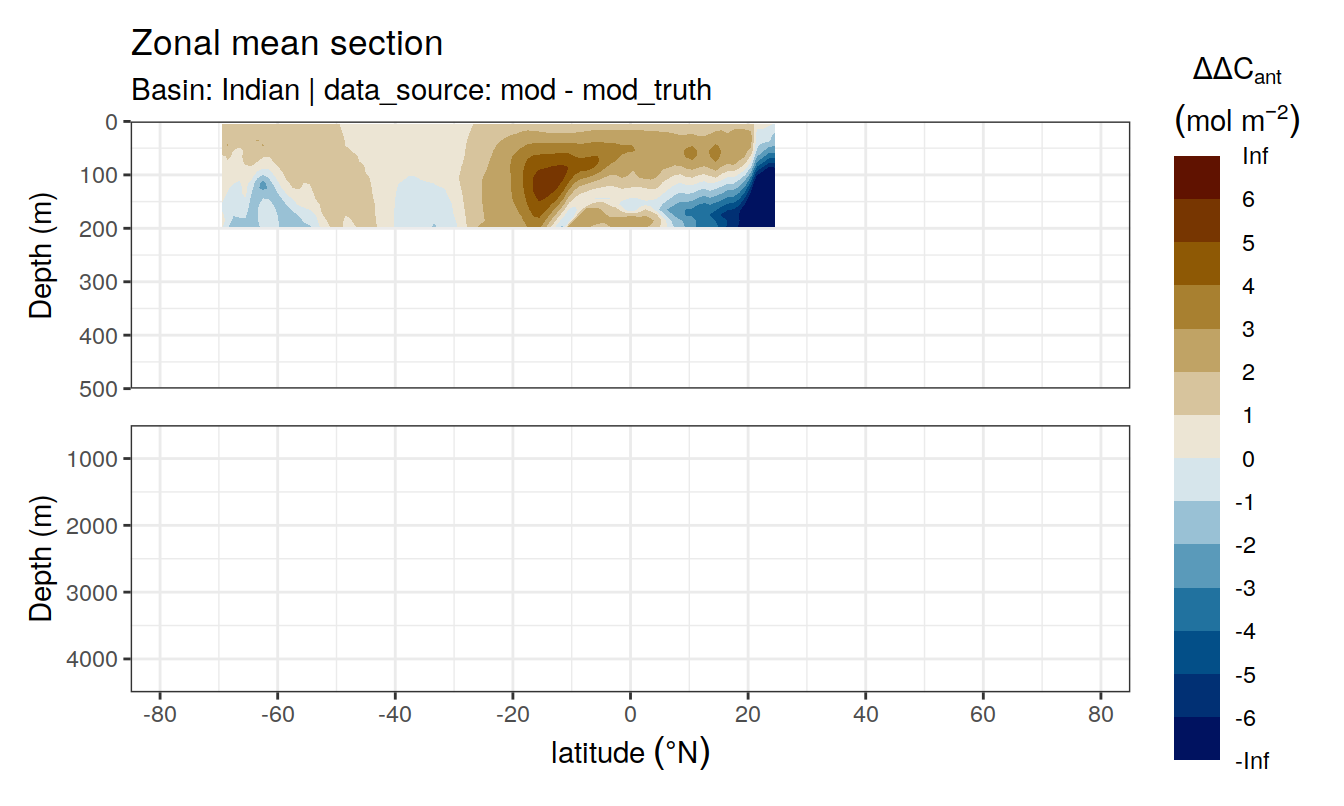 Zonal mean section
Basin: Indian | data_source: mod - mod_truth
ΔΔC_ant
(mol m⁻²)
Inf
6
5
4
3
2
1
0
-1
-2
-3
-4
-5
-6
-Inf
Depth (m)
0
100
200
300
400
500
Depth (m)
1000
2000
3000
4000
-80 -60 -40 -20 0 20 40 60 80
latitude (°N)